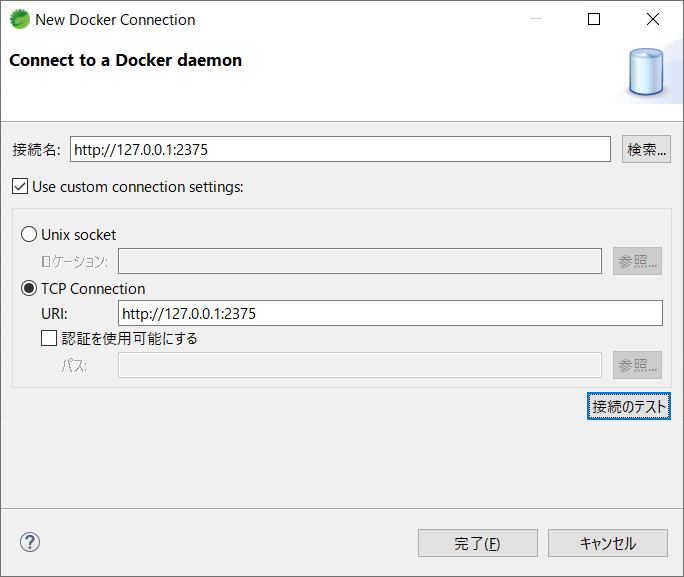 New Docker Connection
Connect to a Docker daemon
接続名: http://127.0.0.1:2375 検索...
Use custom connection settings:
Unix socket
ロケーション: 参照...
TCP Connection
URI: http://127.0.0.1:2375
認証を使用可能にする
パス: 参照...
接続のテスト
? 完了(F) キャンセル